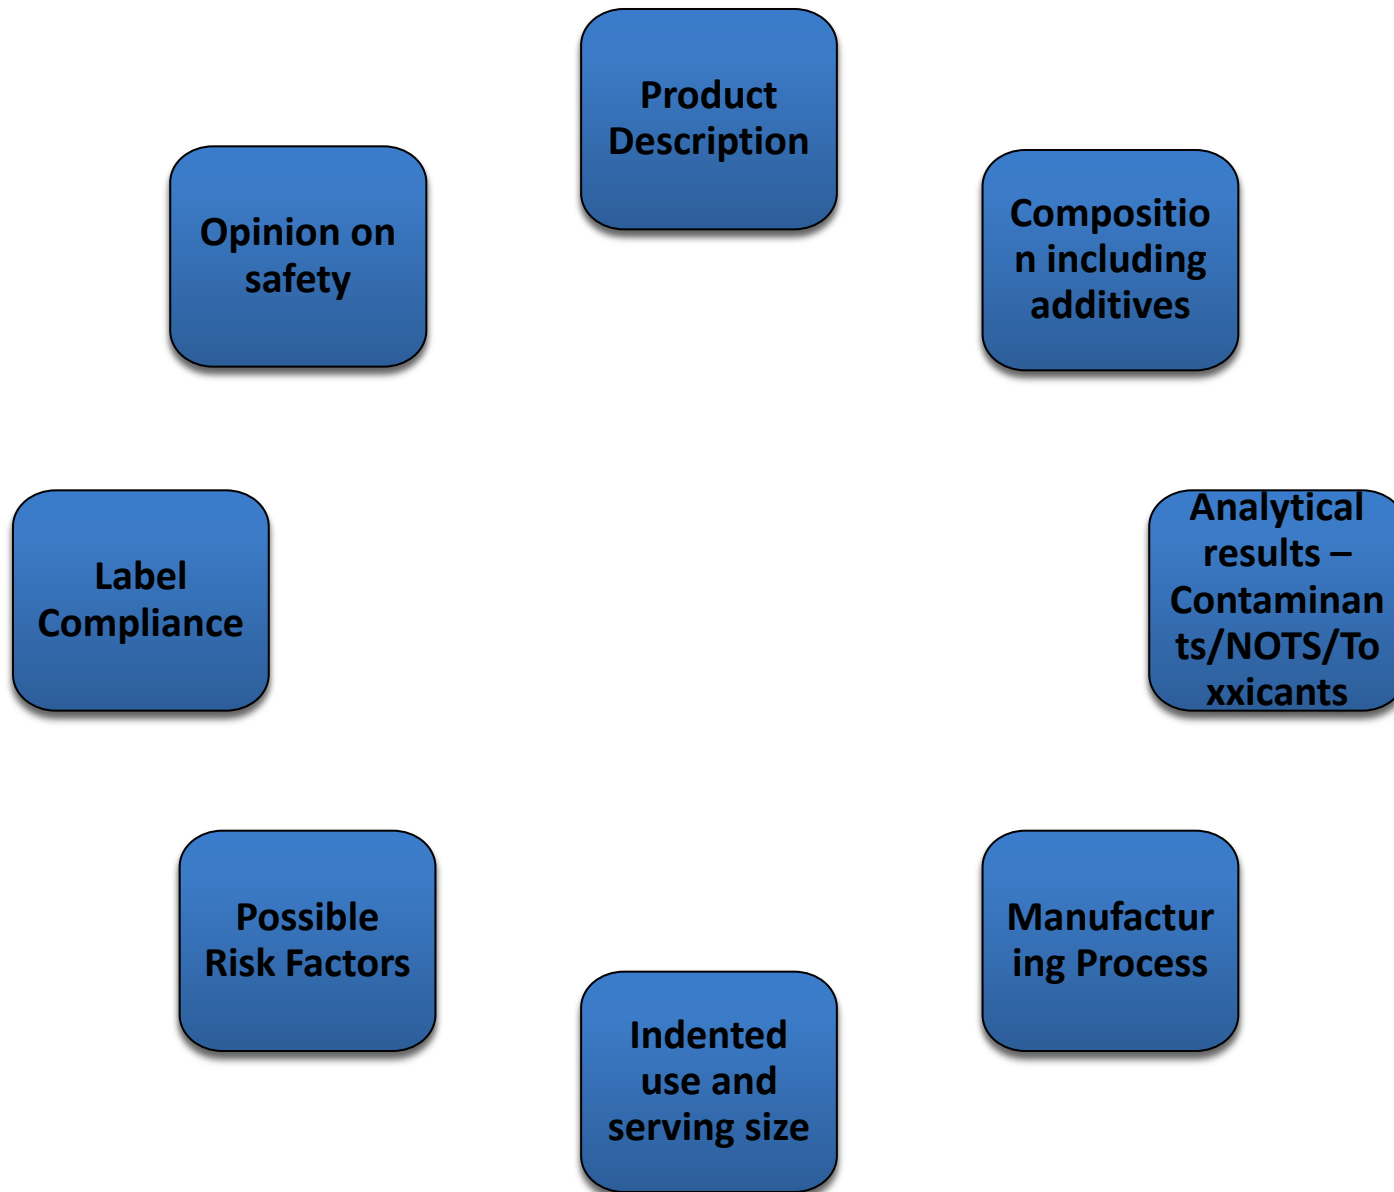 Product
Description
Compositio
n including
additives
Analytical
results –
Contaminan
ts/NOTS/To
xxicants
Manufactur
ing Process
Indented
use and
serving size
Possible
Risk Factors
Label
Compliance
Opinion on
safety